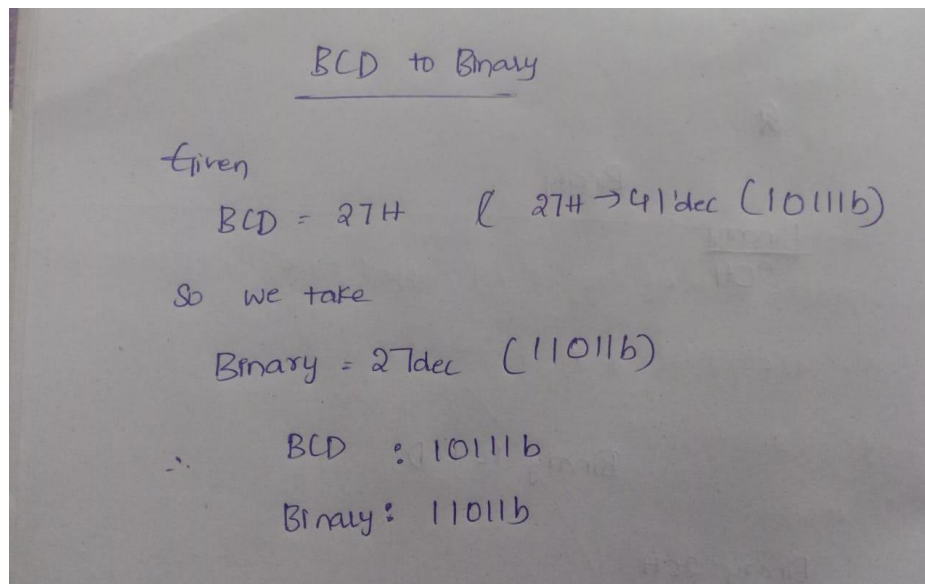 BCD to Binary
Given
BCD = 27H ( 27H → 41'dec (10111b)
So we take
Binary = 27dec (11011b)
∴ BCD : 10111b
Binary : 11011b